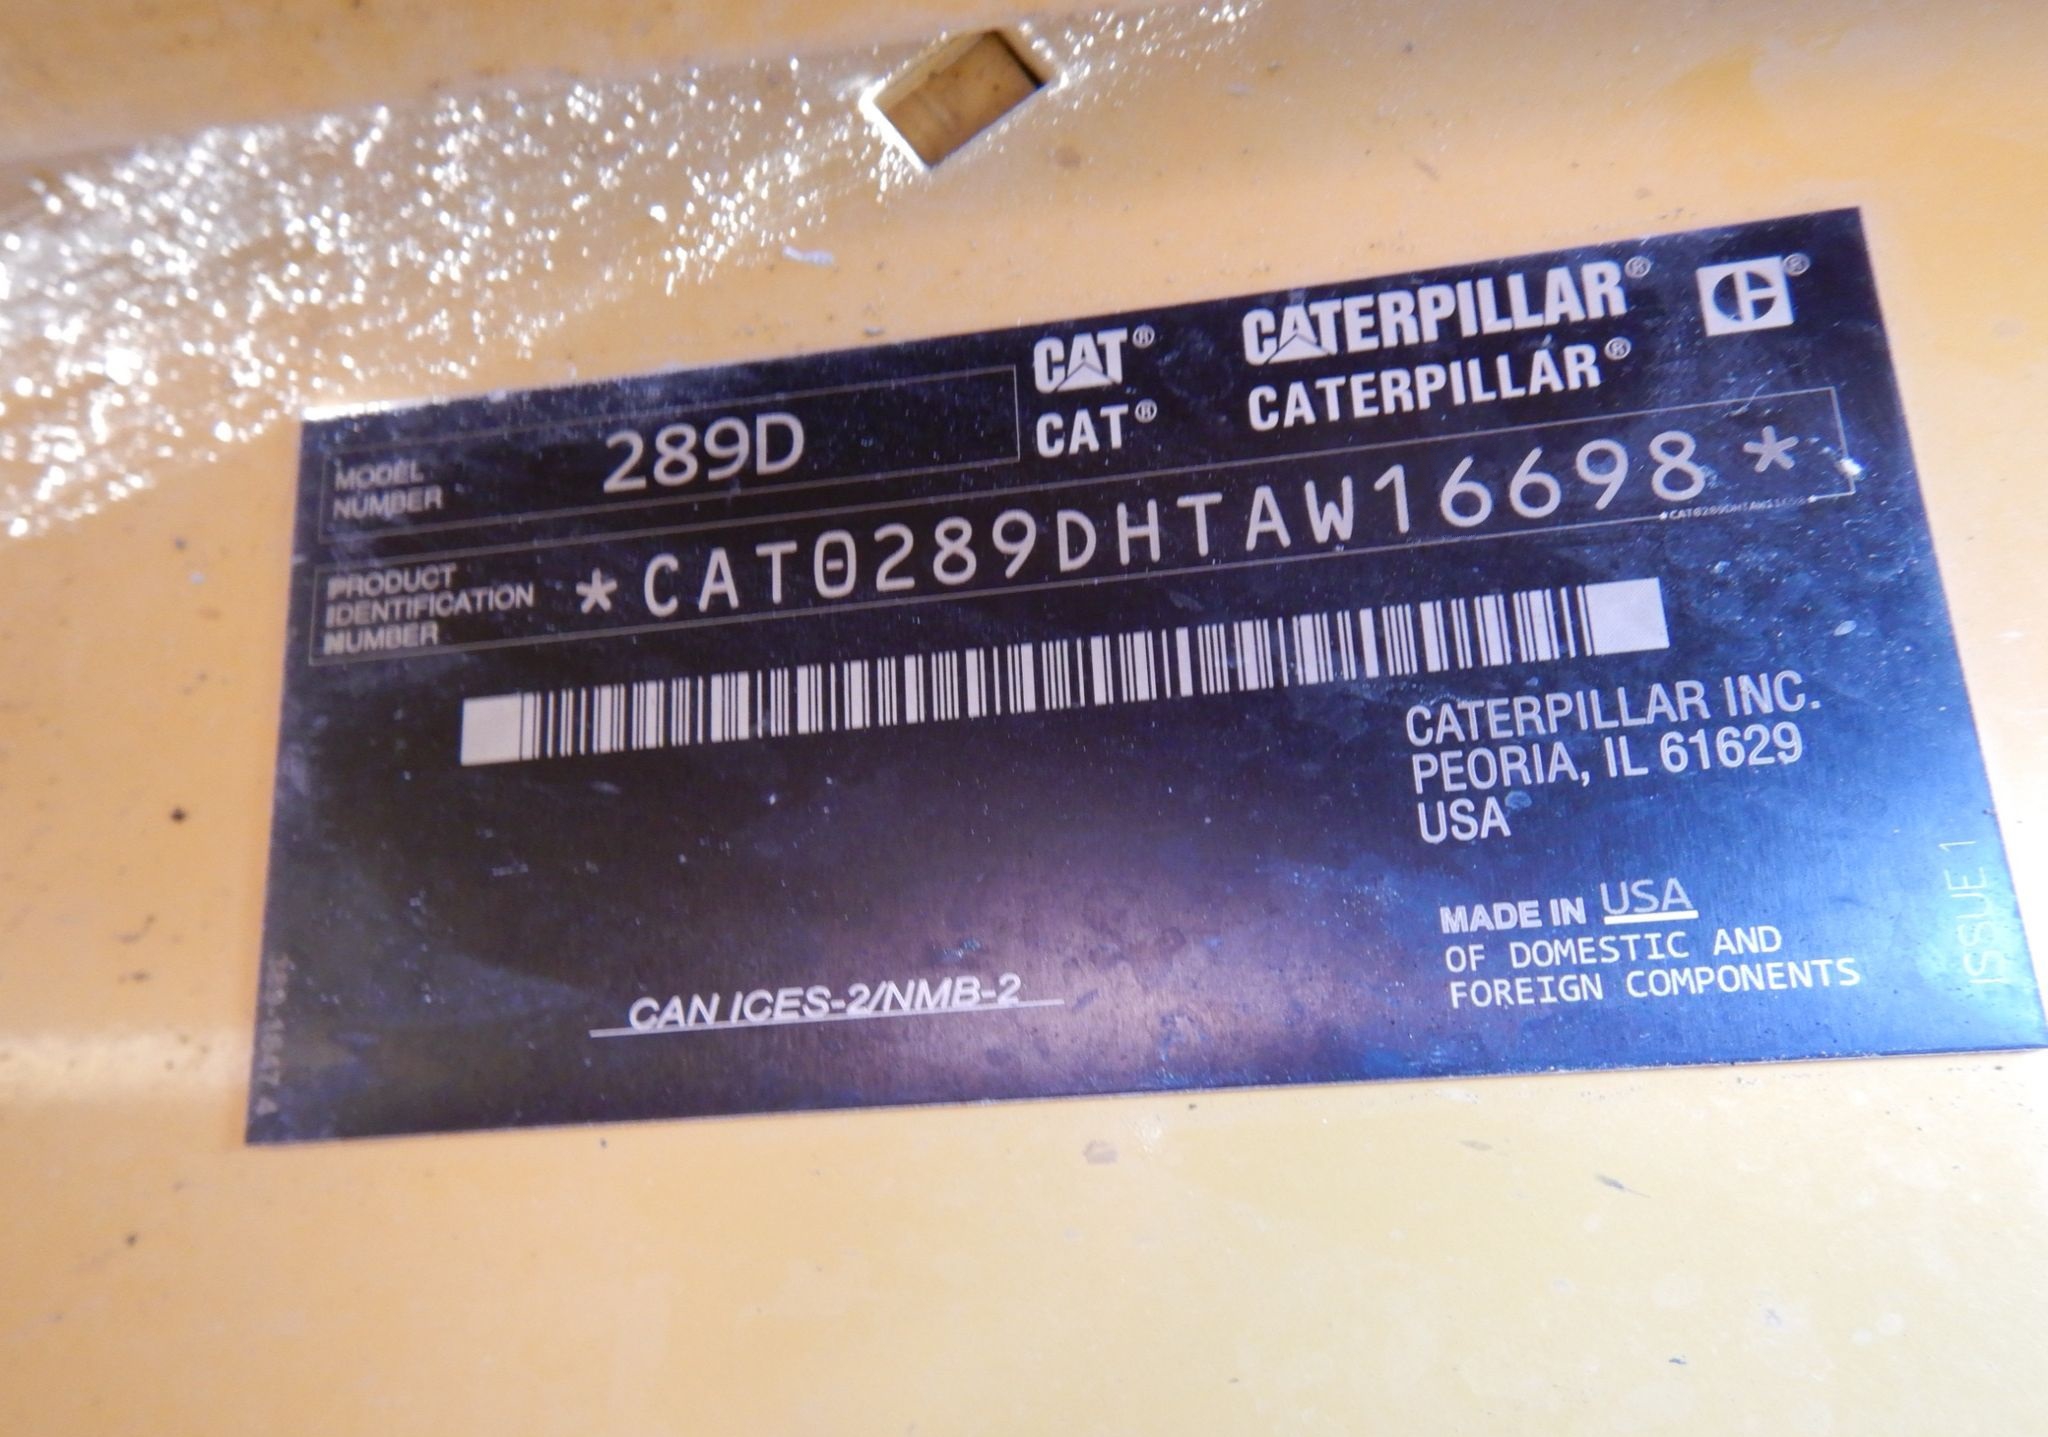 CAT® CATERPILLAR®
CAT® CATERPILLAR®
MODEL
NUMBER
289D
PRODUCT
IDENTIFICATION
NUMBER
*CAT0289DHTAW16698*
CATERPILLAR INC.
PEORIA, IL 61629
USA
MADE IN USA
OF DOMESTIC AND
FOREIGN COMPONENTS
CAN ICES-2/NMB-2
ISSUE 1